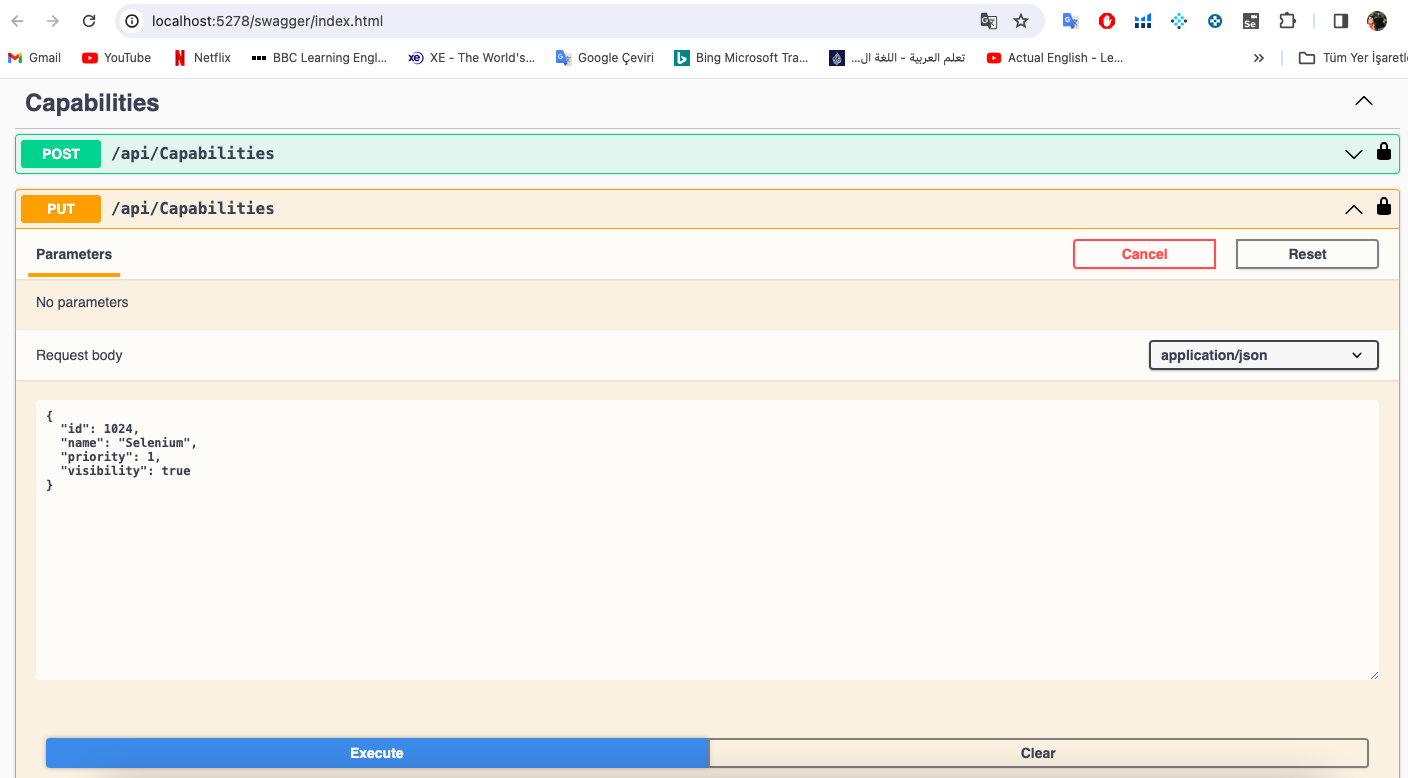 localhost:5278/swagger/index.html
Gmail YouTube Netflix BBC Learning Engl... XE - The World's... Google Çeviri Bing Microsoft Tra... تعلم العربية - اللغة ال... Actual English - Le... » Tüm Yer İşaretl
Capabilities
POST /api/Capabilities
PUT /api/Capabilities
Parameters Cancel Reset
No parameters
Request body application/json
{
"id": 1024,
"name": "Selenium",
"priority": 1,
"visibility": true
}
Execute Clear